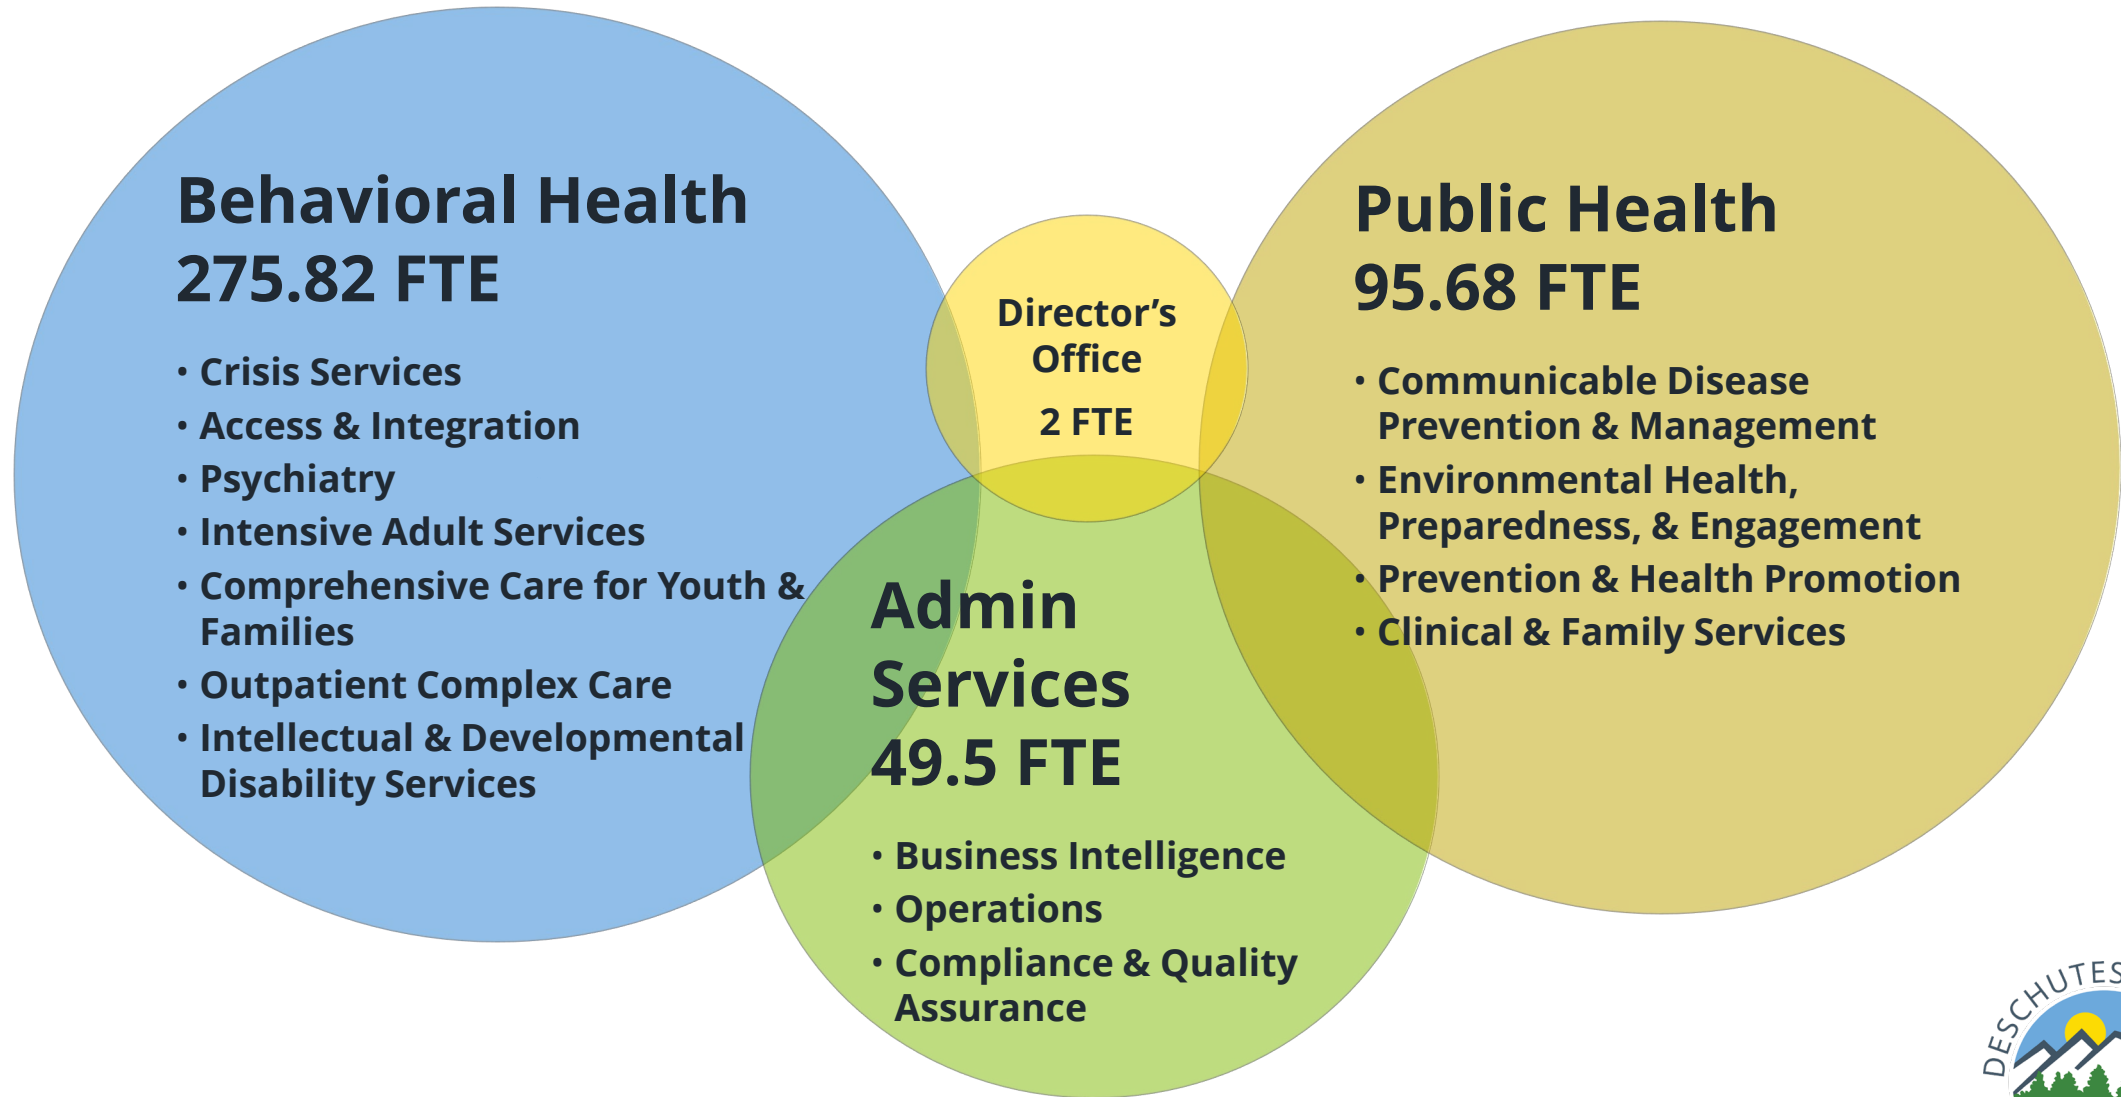 Behavioral Health
275.82 FTE
• Crisis Services
• Access & Integration
• Psychiatry
• Intensive Adult Services
• Comprehensive Care for Youth &
Families
• Outpatient Complex Care
• Intellectual & Developmental
Disability Services
Director’s
Office
2 FTE
Admin
Services
49.5 FTE
• Business Intelligence
• Operations
• Compliance & Quality
Assurance
Public Health
95.68 FTE
• Communicable Disease
Prevention & Management
• Environmental Health,
Preparedness, & Engagement
• Prevention & Health Promotion
• Clinical & Family Services
DESCHUTES